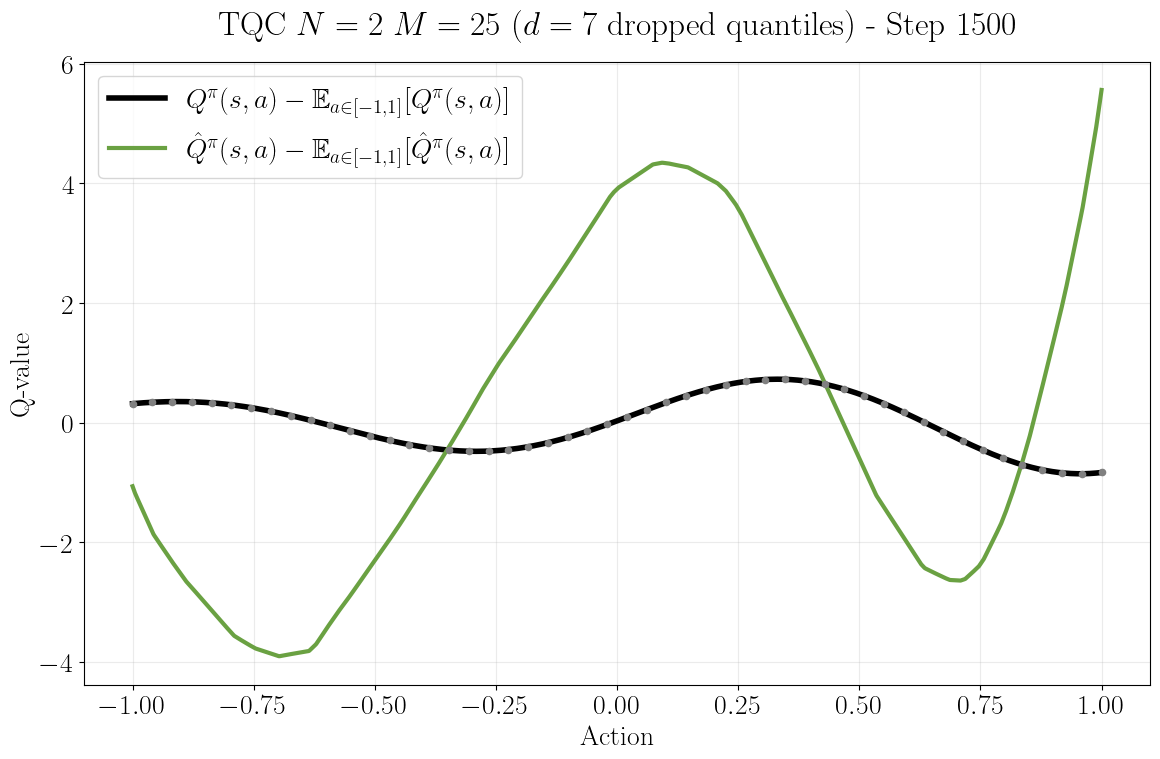 TQC N = 2 M = 25 (d = 7 dropped quantiles) - Step 1500
Q^π(s, a) − 𝔼_{a∈[−1,1]}[Q^π(s, a)]
Q̂^π(s, a) − 𝔼_{a∈[−1,1]}[Q̂^π(s, a)]
6
4
2
0
−2
−4
Q-value
−1.00 −0.75 −0.50 −0.25 0.00 0.25 0.50 0.75 1.00
Action